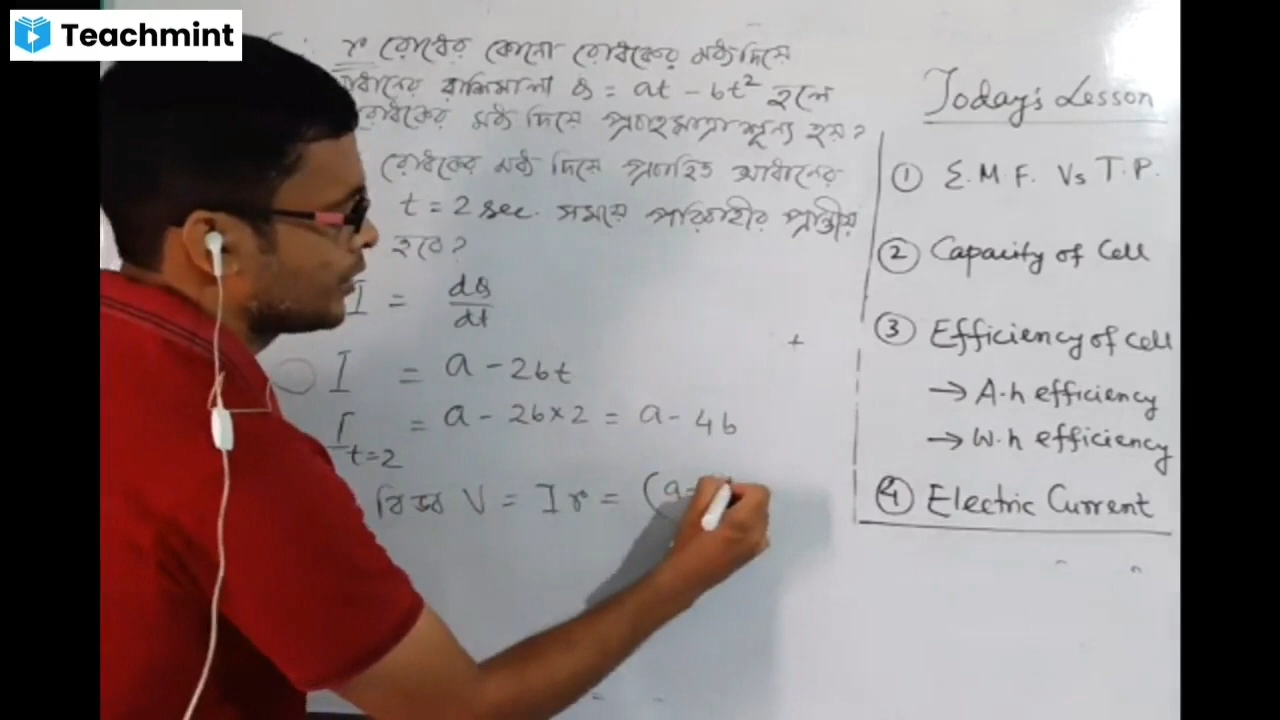 Teachmint
r রোধের কোনো রোধকের মধ্য দিয়ে
আধানের রাশিমালা Q = at - bt² হলে
রোধকের মধ্য দিয়ে প্রবাহমাত্রা শূন্য হয়?
রোধকের মধ্য দিয়ে প্রবাহিত আধানের
t = 2 sec. সময়ে পরিবাহীর প্রান্তীয়
হবে?
I = dQ/dt
I = a - 2bt
I t=2 = a - 2b×2 = a - 4b
বিভব V = Ir = (a-
Today's Lesson
① E.M.F. Vs T.P.
② Capacity of Cell
③ Efficiency of Cell
→ A.h efficiency
→ W.h efficiency
④ Electric Current